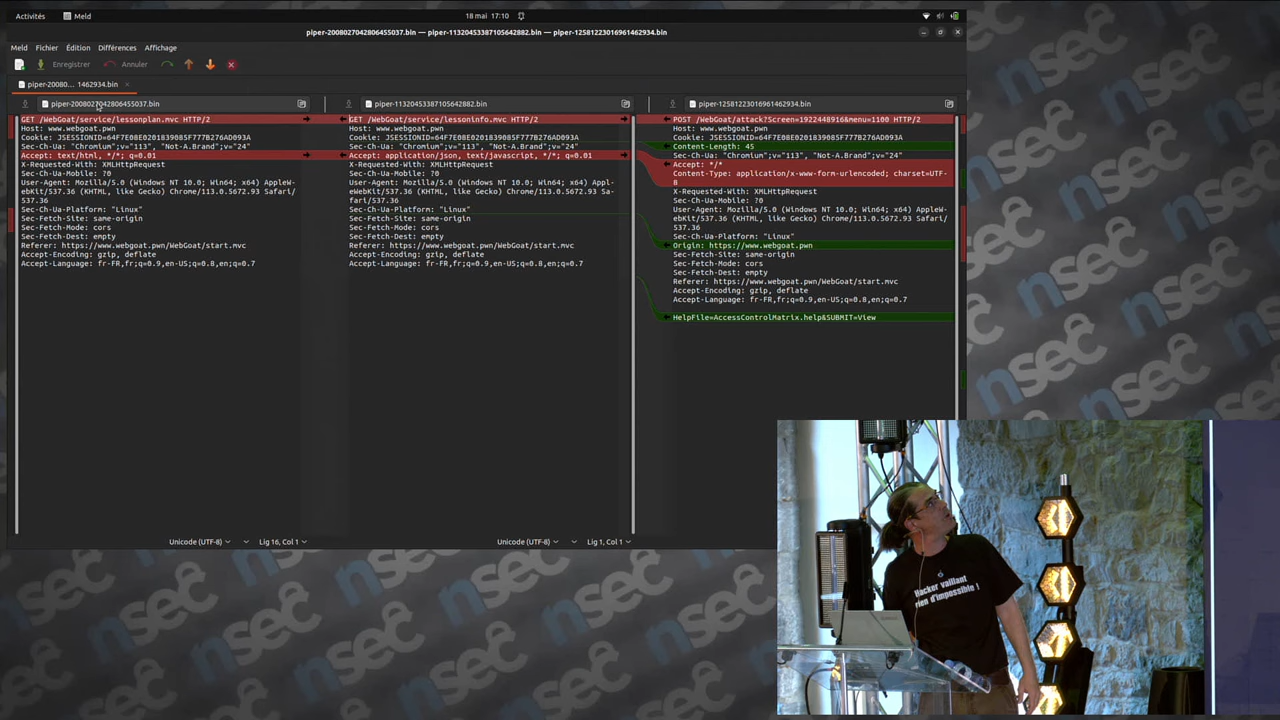 Activités
Meld
18 mai 17:10
piper-2008027042806455037.bin — piper-11320453387105642882.bin — piper-12581223016961462934.bin
Meld Fichier Édition Différences Affichage
Enregistrer Annuler
piper-20080... 1462934.bin
piper-2008027042806455037.bin
GET /WebGoat/service/lessonplan.mvc HTTP/2
Host: www.webgoat.pwn
Cookie: JSESSIONID=64F7E08E0201839085F777B276AD093A
Sec-Ch-Ua: "Chromium";v="113", "Not-A.Brand";v="24"
Accept: text/html, */*; q=0.01
X-Requested-With: XMLHttpRequest
Sec-Ch-Ua-Mobile: ?0
User-Agent: Mozilla/5.0 (Windows NT 10.0; Win64; x64) AppleW-
ebKit/537.36 (KHTML, like Gecko) Chrome/113.0.5672.93 Safari/
537.36
Sec-Ch-Ua-Platform: "Linux"
Sec-Fetch-Site: same-origin
Sec-Fetch-Mode: cors
Sec-Fetch-Dest: empty
Referer: https://www.webgoat.pwn/WebGoat/start.mvc
Accept-Encoding: gzip, deflate
Accept-Language: fr-FR,fr;q=0.9,en-US;q=0.8,en;q=0.7
piper-11320453387105642882.bin
GET /WebGoat/service/lessoninfo.mvc HTTP/2
Host: www.webgoat.pwn
Cookie: JSESSIONID=64F7E08E0201839085F777B276AD093A
Sec-Ch-Ua: "Chromium";v="113", "Not-A.Brand";v="24"
Accept: application/json, text/javascript, */*; q=0.01
X-Requested-With: XMLHttpRequest
Sec-Ch-Ua-Mobile: ?0
User-Agent: Mozilla/5.0 (Windows NT 10.0; Win64; x64) Appl-
eWebKit/537.36 (KHTML, like Gecko) Chrome/113.0.5672.93 Sa-
fari/537.36
Sec-Ch-Ua-Platform: "Linux"
Sec-Fetch-Site: same-origin
Sec-Fetch-Mode: cors
Sec-Fetch-Dest: empty
Referer: https://www.webgoat.pwn/WebGoat/start.mvc
Accept-Encoding: gzip, deflate
Accept-Language: fr-FR,fr;q=0.9,en-US;q=0.8,en;q=0.7
piper-12581223016961462934.bin
POST /WebGoat/attack?Screen=1922448916&menu=1100 HTTP/2
Host: www.webgoat.pwn
Cookie: JSESSIONID=64F7E08E0201839085F777B276AD093A
Content-Length: 45
Sec-Ch-Ua: "Chromium";v="113", "Not-A.Brand";v="24"
Accept: */*
Content-Type: application/x-www-form-urlencoded; charset=UTF-
8
X-Requested-With: XMLHttpRequest
Sec-Ch-Ua-Mobile: ?0
User-Agent: Mozilla/5.0 (Windows NT 10.0; Win64; x64) AppleW-
ebKit/537.36 (KHTML, like Gecko) Chrome/113.0.5672.93 Safari/
537.36
Sec-Ch-Ua-Platform: "Linux"
Origin: https://www.webgoat.pwn
Sec-Fetch-Site: same-origin
Sec-Fetch-Mode: cors
Sec-Fetch-Dest: empty
Referer: https://www.webgoat.pwn/WebGoat/start.mvc
Accept-Encoding: gzip, deflate
Accept-Language: fr-FR,fr;q=0.9,en-US;q=0.8,en;q=0.7
HelpFile=AccessControlMatrix.help&SUBMIT=View
Unicode (UTF-8) Lig 16, Col 1
Unicode (UTF-8) Lig 1, Col 1
nsec
nsec
nsec
Hacker vaillant
rien d'impossible !